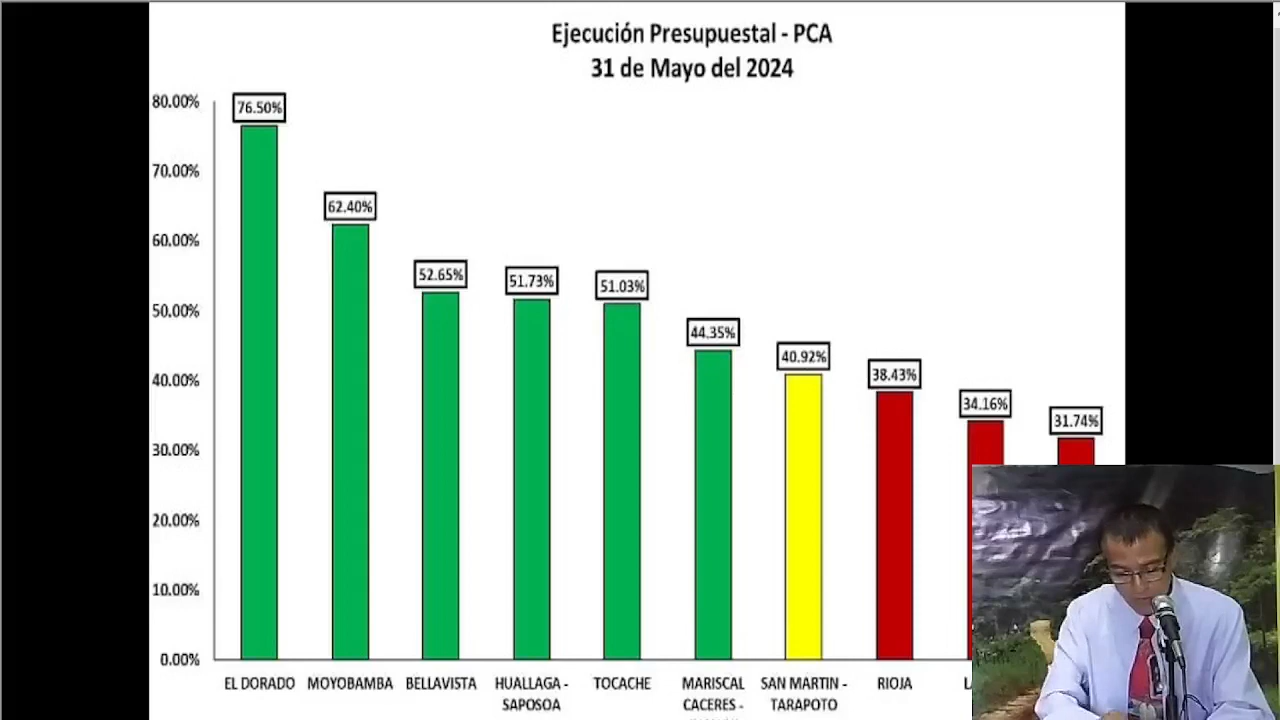 Ejecución Presupuestal - PCA
31 de Mayo del 2024
80.00%
70.00%
60.00%
50.00%
40.00%
30.00%
20.00%
10.00%
0.00%
76.50%
62.40%
52.65%
51.73%
51.03%
44.35%
40.92%
38.43%
34.16%
31.74%
EL DORADO
MOYOBAMBA
BELLAVISTA
HUALLAGA -
SAPOSOA
TOCACHE
MARISCAL
CACERES -
SAN MARTIN -
TARAPOTO
RIOJA